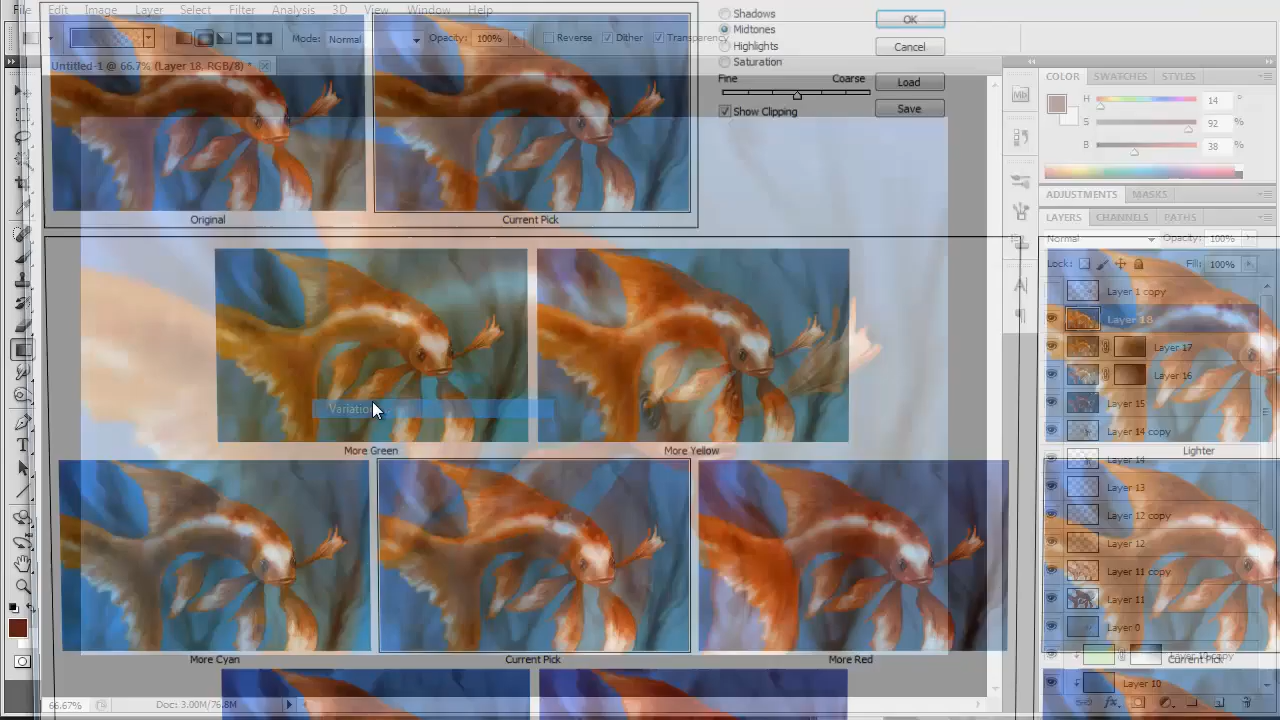 File Edit Image Layer Select Filter Analysis 3D View Window Help
Mode: Normal Opacity: 100% Reverse Dither Transparency
Untitled-1 @ 66.7% (Layer 18, RGB/8) *
Shadows
Midtones
Highlights
Saturation
Fine Coarse
Show Clipping
OK
Cancel
Load
Save
Original Current Pick
Variation
More Green More Yellow Lighter
More Cyan Current Pick More Red Current Pick
66.67% Doc: 3.00M/76.8M
Mb
COLOR SWATCHES STYLES
H 14 °
S 92 %
B 38 %
ADJUSTMENTS MASKS
LAYERS CHANNELS PATHS
Normal Opacity: 100%
Lock: Fill: 100%
Layer 1 copy
Layer 18
Layer 17
Layer 16
Layer 15
Layer 14 copy
Layer 14
Layer 13
Layer 12 copy
Layer 12
Layer 11 copy
Layer 11
Layer 0
Layer 10 copy
Layer 10